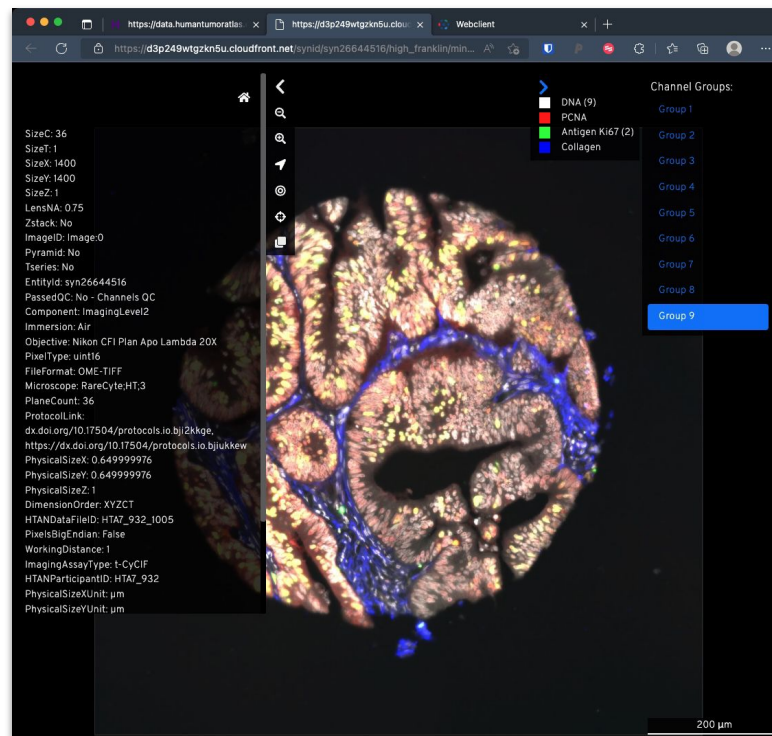 https://data.humantumoratlas.
https://d3p249wtgzkn5u.clou
Webclient
https://d3p249wtgzkn5u.cloudfront.net/synid/syn26644516/high_franklin/min...
DNA (9)
PCNA
Antigen Ki67 (2)
Collagen
Channel Groups:
Group 1
Group 2
Group 3
Group 4
Group 5
Group 6
Group 7
Group 8
Group 9
SizeC: 36
SizeT: 1
SizeX: 1400
SizeY: 1400
SizeZ: 1
LensNA: 0.75
Zstack: No
ImageID: Image:0
Pyramid: No
Tseries: No
EntityId: syn26644516
PassedQC: No - Channels QC
Component: ImagingLevel2
Immersion: Air
Objective: Nikon CFI Plan Apo Lambda 20X
PixelType: uint16
FileFormat: OME-TIFF
Microscope: RareCyte;HT;3
PlaneCount: 36
ProtocolLink:
dx.doi.org/10.17504/protocols.io.bji2kkge,
https://dx.doi.org/10.17504/protocols.io.bjiukkew
PhysicalSizeX: 0.649999976
PhysicalSizeY: 0.649999976
PhysicalSizeZ: 1
DimensionOrder: XYZCT
HTANDataFileID: HTA7_932_1005
PixelsBigEndian: False
WorkingDistance: 1
ImagingAssayType: t-CyCIF
HTANParticipantID: HTA7_932
PhysicalSizeXUnit: µm
PhysicalSizeYUnit: µm
200 µm